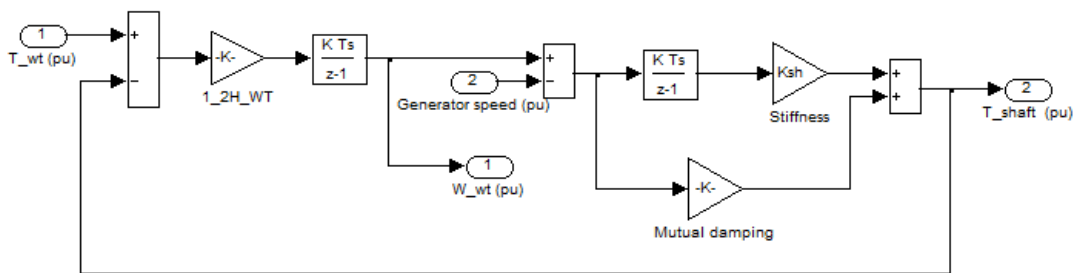 1
T_wt (pu)
+
−
-K-
1_2H_WT
K Ts
z-1
2
Generator speed (pu)
+
−
1
W_wt (pu)
K Ts
z-1
Ksh
Stiffness
-K-
Mutual damping
+
+
2
T_shaft (pu)